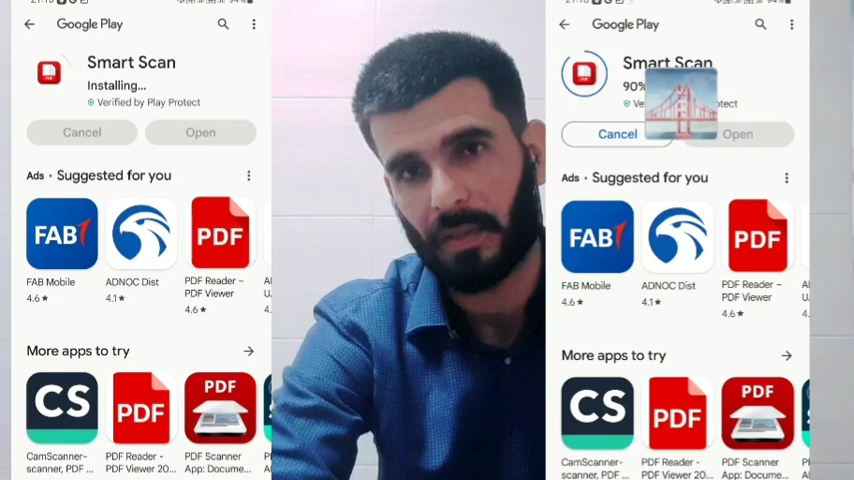 Google Play
Smart Scan
Installing...
Verified by Play Protect
Cancel
Open
Ads • Suggested for you
FAB
PDF
FAB Mobile
4.6★
ADNOC Dist
4.1★
PDF Reader –
PDF Viewer
4.6★
More apps to try
CS
PDF
PDF
CamScanner-
scanner, PDF ...
PDF Reader -
PDF Viewer 20...
PDF Scanner
App: Docume...
Google Play
Smart Scan
90%
Cancel
Open
Ads • Suggested for you
FAB
PDF
FAB Mobile
4.6★
ADNOC Dist
4.1★
PDF Reader –
PDF Viewer
4.6★
More apps to try
CS
PDF
PDF
CamScanner-
scanner, PDF ...
PDF Reader -
PDF Viewer 20...
PDF Scanner
App: Docume...